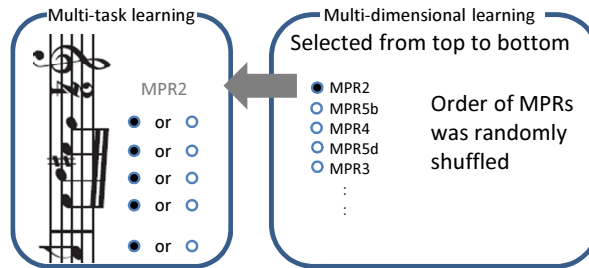 Multi-task learning
MPR2
or
or
or
or
or
Multi-dimensional learning
Selected from top to bottom
MPR2
MPR5b
MPR4
MPR5d
MPR3
:
:
Order of MPRs
was randomly
shuffled